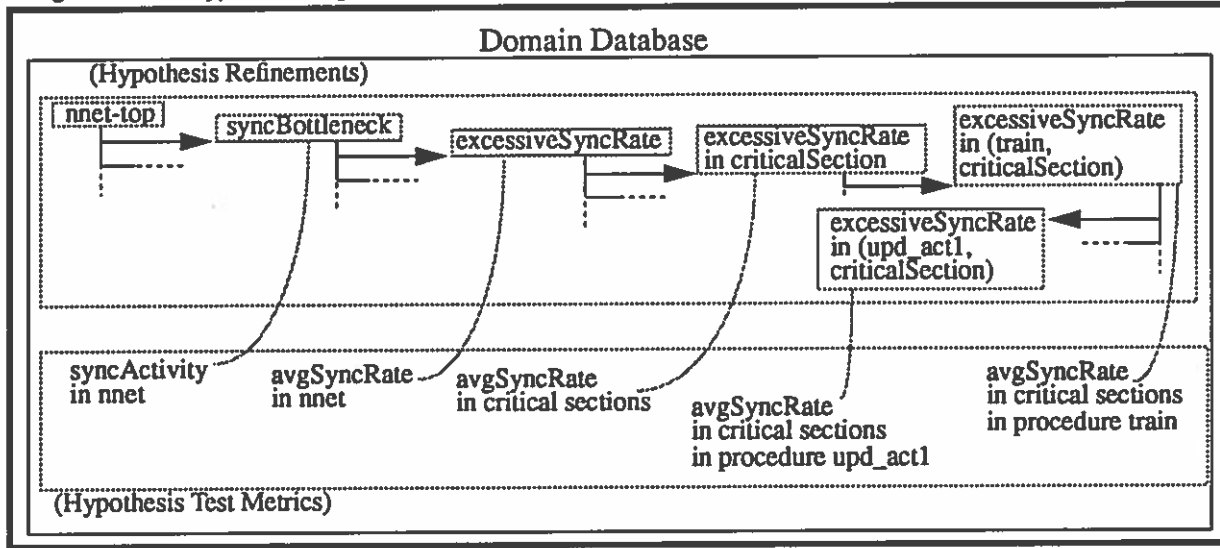 Domain Database
(Hypothesis Refinements)
nnet-top
syncBottleneck
excessiveSyncRate
excessiveSyncRate
in criticalSection
excessiveSyncRate
in (train,
criticalSection)
excessiveSyncRate
in (upd_act1,
criticalSection)
syncActivity
in nnet
avgSyncRate
in nnet
avgSyncRate
in critical sections
avgSyncRate
in critical sections
in procedure upd_act1
avgSyncRate
in critical sections
in procedure train
(Hypothesis Test Metrics)